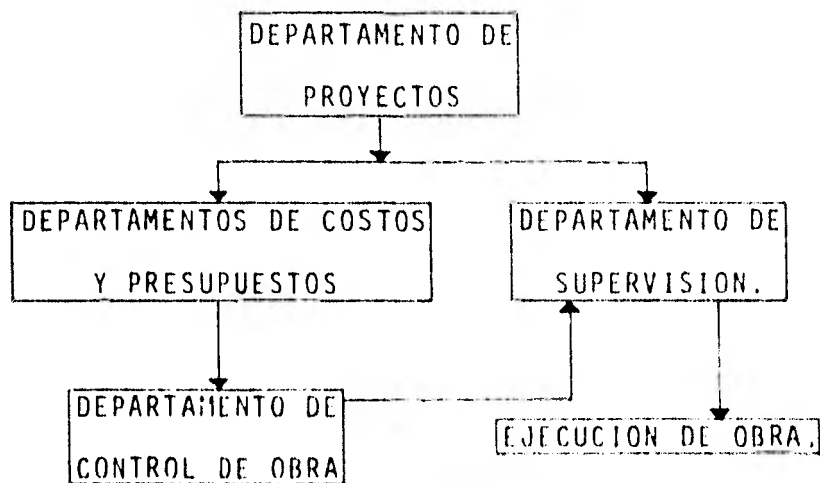 DEPARTAMENTO DE
PROYECTOS
DEPARTAMENTOS DE COSTOS
Y PRESUPUESTOS
DEPARTAMENTO DE
SUPERVISION.
DEPARTAMENTO DE
CONTROL DE OBRA
EJECUCION DE OBRA.